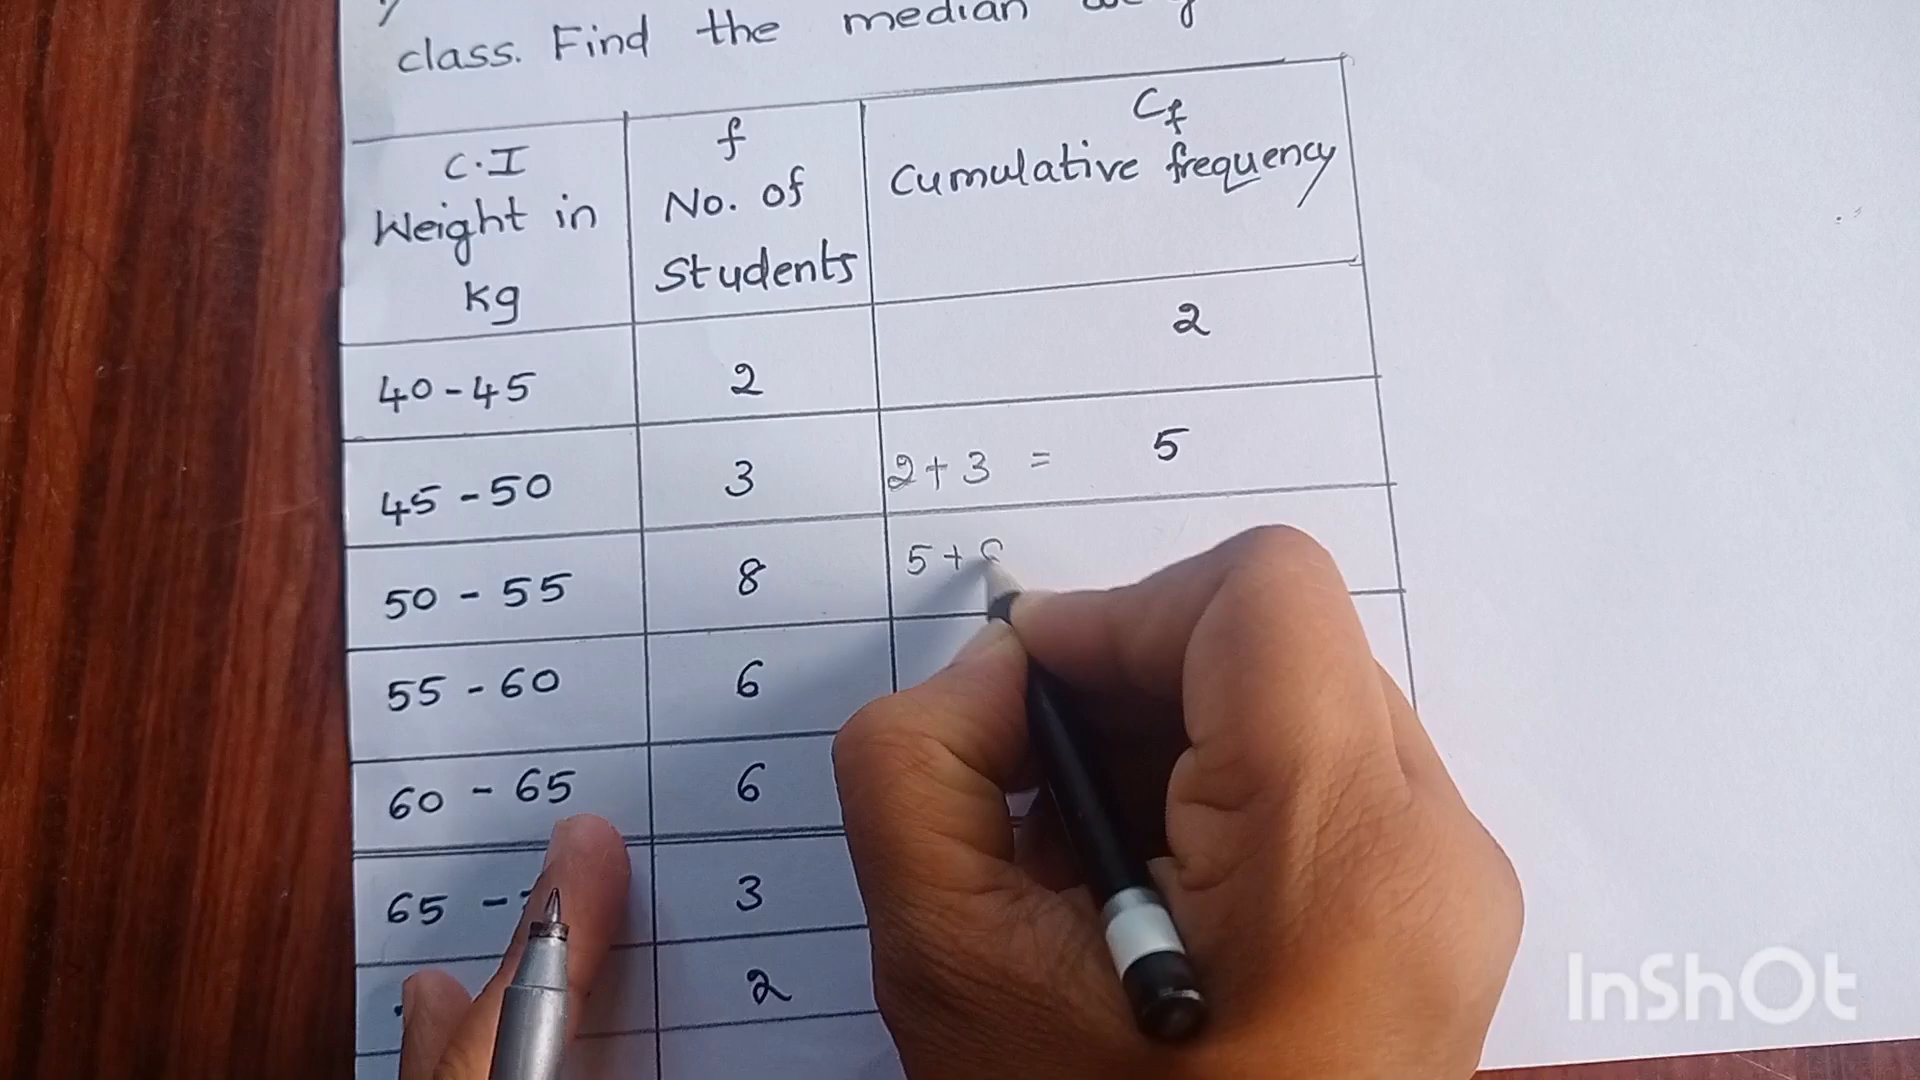 class. Find the median
C.I
Weight in
kg
f
No. of
Students
Cf
Cumulative frequency
40-45 2 2
45-50 3 2+3 = 5
50-55 8 5+
55-60 6
60-65 6
65- 3
2
InShOt